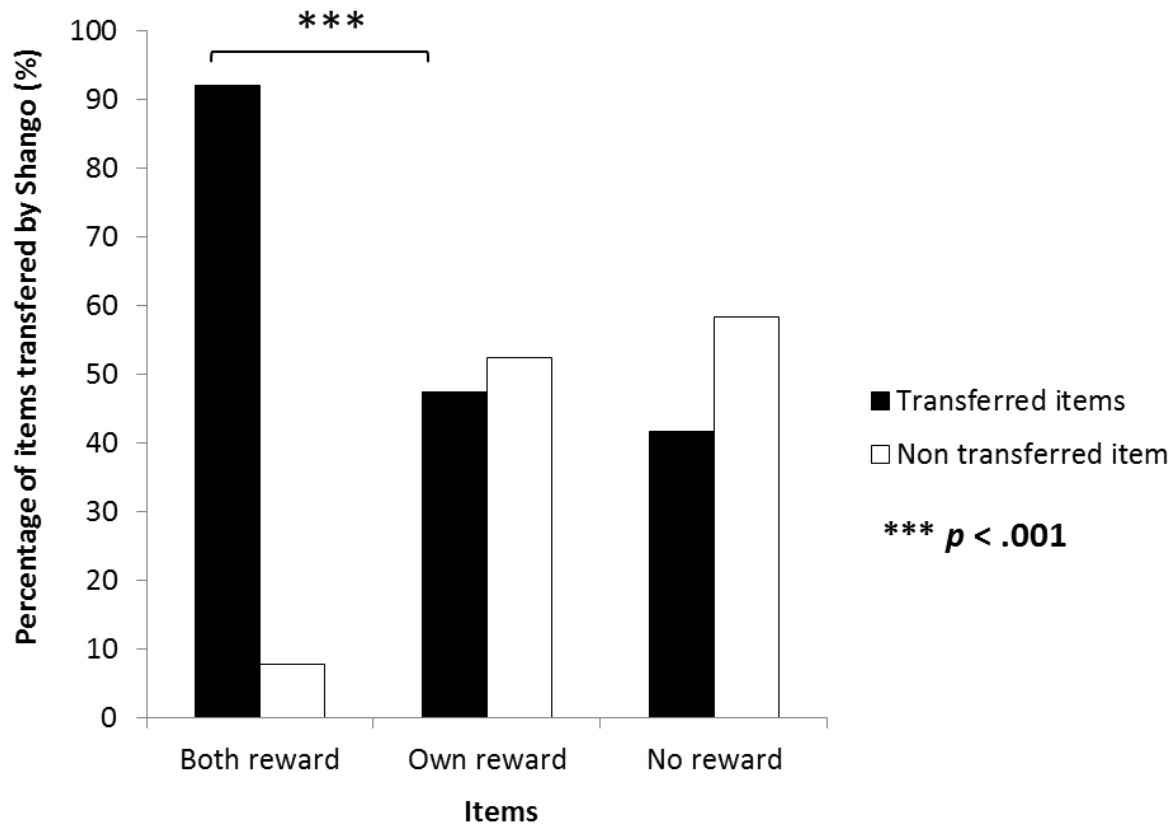 ***
Percentage of items transfered by Shango (%)
100
90
80
70
60
50
40
30
20
10
0
Both reward
Own reward
No reward
Items
Transferred items
Non transferred item
*** p < .001